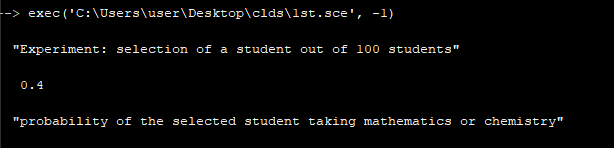 --> exec('C:\Users\user\Desktop\clds\1st.sce', -1)
"Experiment: selection of a student out of 100 students"
0.4
"probability of the selected student taking mathematics or chemistry"